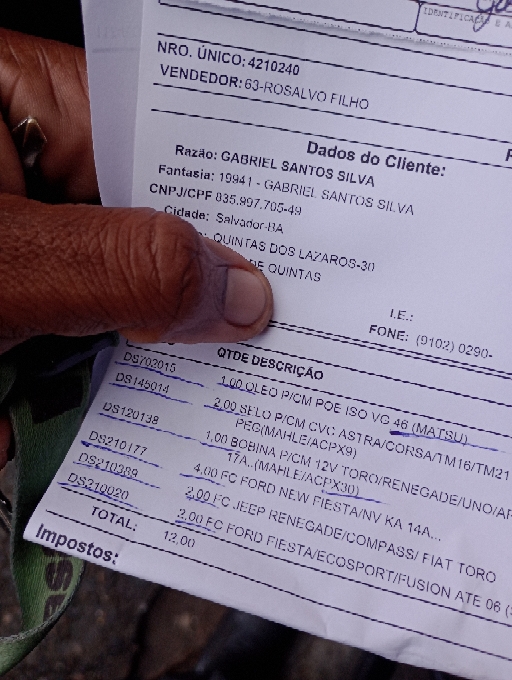 IDENTIFICAÇÃO E A
NRO. ÚNICO: 4210240
VENDEDOR: 63-ROSALVO FILHO
Dados do Cliente:
Razão: GABRIEL SANTOS SILVA
Fantasia: 19941 - GABRIEL SANTOS SILVA
CNPJ/CPF 835.997.705-49
Cidade: Salvador-BA
QUINTAS DOS LAZAROS-30
DE QUINTAS
I.E.:
FONE: (9102) 0290-
QTDE DESCRIÇÃO
DS702015 1,00 OLEO P/CM POE ISO VG 46 (MATSU)
DS145014 2,00 SELO P/CM CVC ASTRA/CORSA/TM16/TM21
PEG(MAHLE/ACPX9)
DS120138 1,00 BOBINA P/CM 12V TORO/RENEGADE/UNO/AR
17A..(MAHLE/ACPX30)
DS210177 4,00 FC FORD NEW FIESTA/NV KA 14A...
DS210389 2,00 FC JEEP RENEGADE/COMPASS/ FIAT TORO
DS210020 2,00 FC FORD FIESTA/ECOSPORT/FUSION ATE 06 (S
TOTAL: 12,00
Impostos: